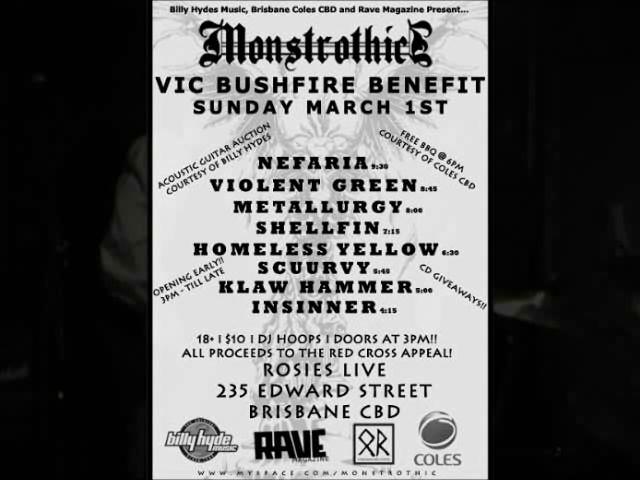 Billy Hydes Music, Brisbane Coles CBD and Rave Magazine Present...
Monstrothic
VIC BUSHFIRE BENEFIT
SUNDAY MARCH 1ST
ACOUSTIC GUITAR AUCTION
COURTESY OF BILLY HYDES
FREE BBQ @ 6PM
COURTESY OF COLES CBD
NEFARIA 9:30
VIOLENT GREEN 8:45
METALLURGY 8:00
SHELLFIN 7:15
HOMELESS YELLOW 6:30
SCUURVY 5:45
KLAW HAMMER 5:00
INSINNER 4:15
OPENING EARLY!!
3PM - TILL LATE
CD GIVEAWAYS!!
18+ | $10 | DJ HOOPS | DOORS AT 3PM!!
ALL PROCEEDS TO THE RED CROSS APPEAL!
ROSIES LIVE
235 EDWARD STREET
BRISBANE CBD
billy hyde
music
RAVE
MAGAZINE
COLES
WWW.MYSPACE.COM/MONSTROTHIC